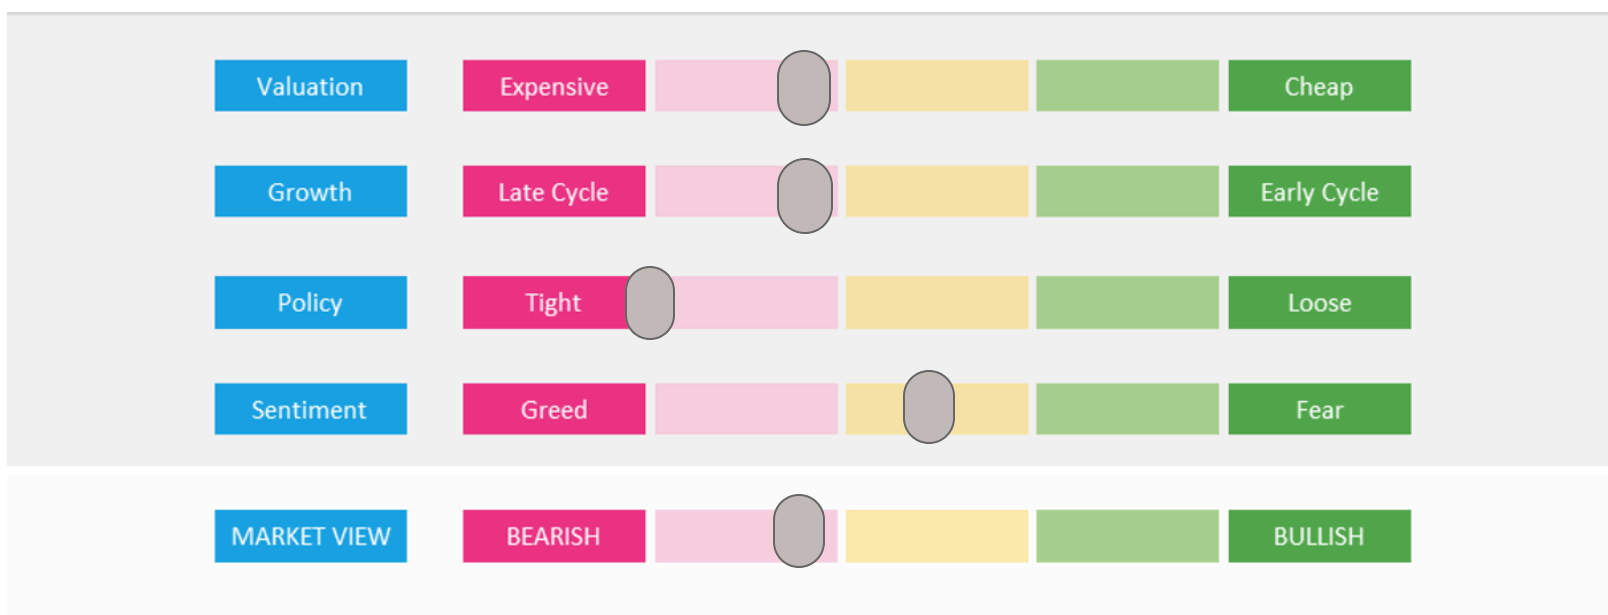 Valuation Expensive Cheap
Growth Late Cycle Early Cycle
Policy Tight Loose
Sentiment Greed Fear
MARKET VIEW BEARISH BULLISH